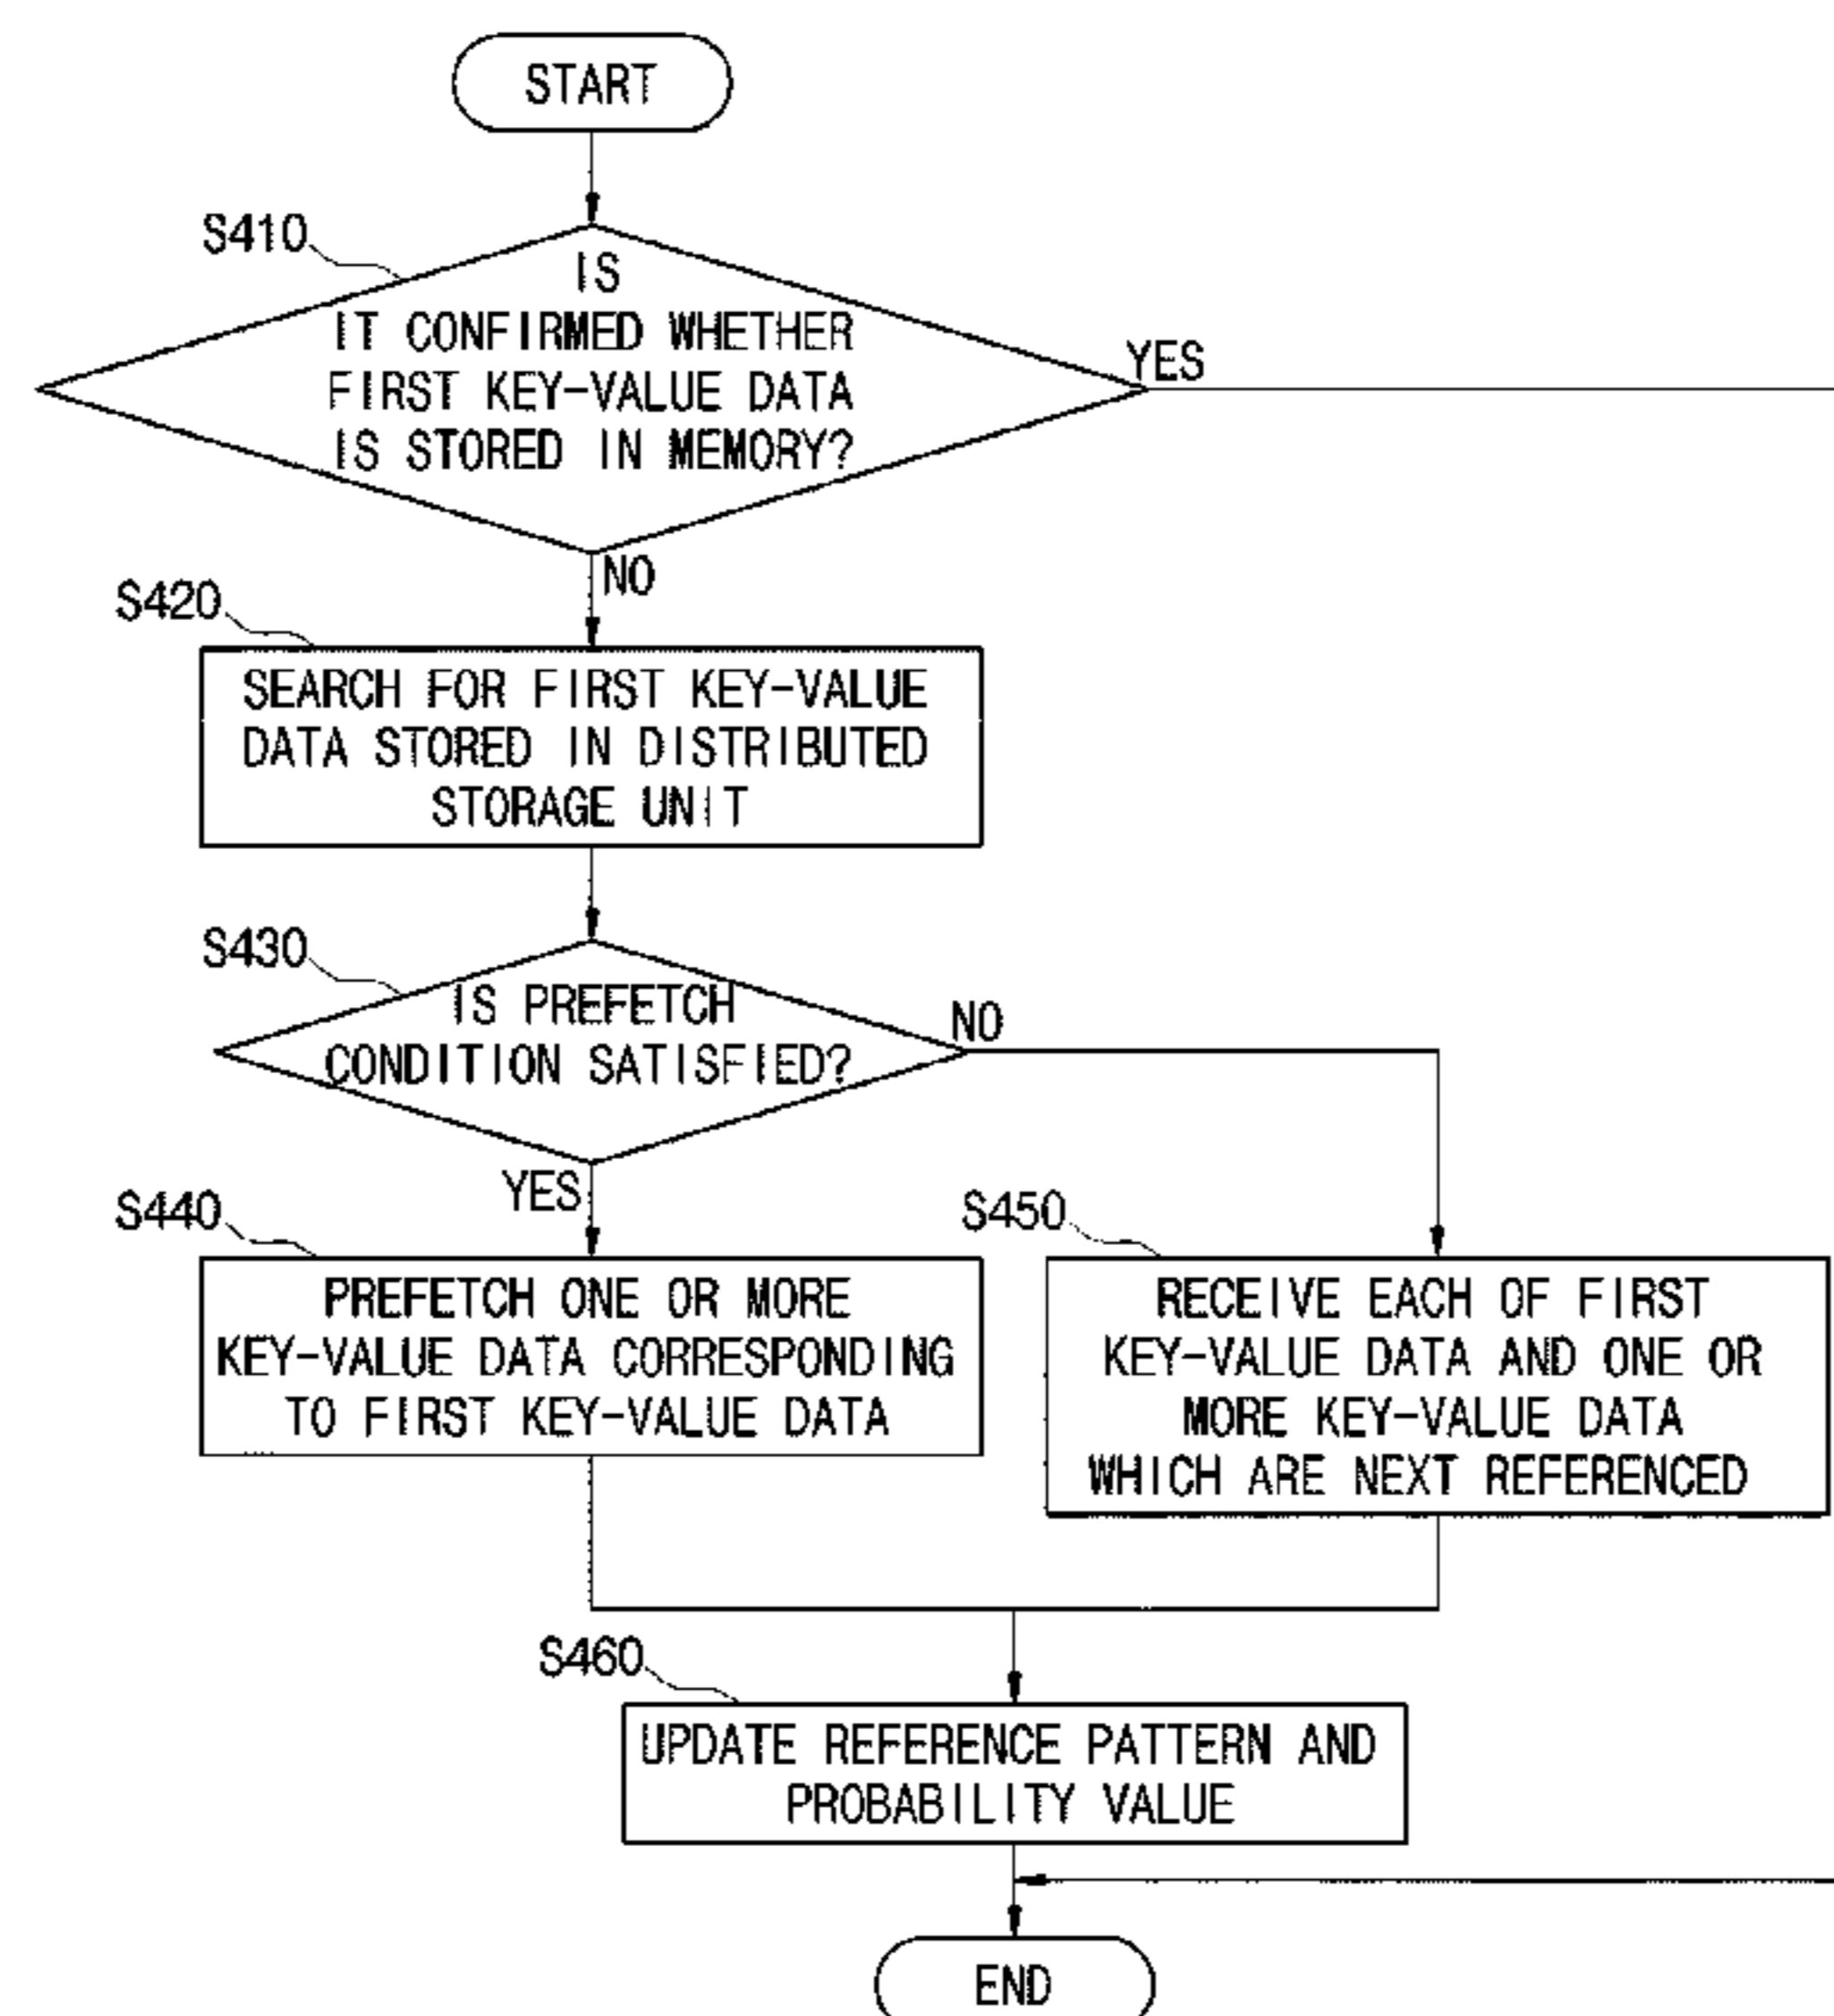 START
S410
IS
IT CONFIRMED WHETHER
FIRST KEY-VALUE DATA
IS STORED IN MEMORY?
YES
NO
S420
SEARCH FOR FIRST KEY-VALUE
DATA STORED IN DISTRIBUTED
STORAGE UNIT
S430
IS PREFETCH
CONDITION SATISFIED?
NO
YES
S440
PREFETCH ONE OR MORE
KEY-VALUE DATA CORRESPONDING
TO FIRST KEY-VALUE DATA
S450
RECEIVE EACH OF FIRST
KEY-VALUE DATA AND ONE OR
MORE KEY-VALUE DATA
WHICH ARE NEXT REFERENCED
S460
UPDATE REFERENCE PATTERN AND
PROBABILITY VALUE
END